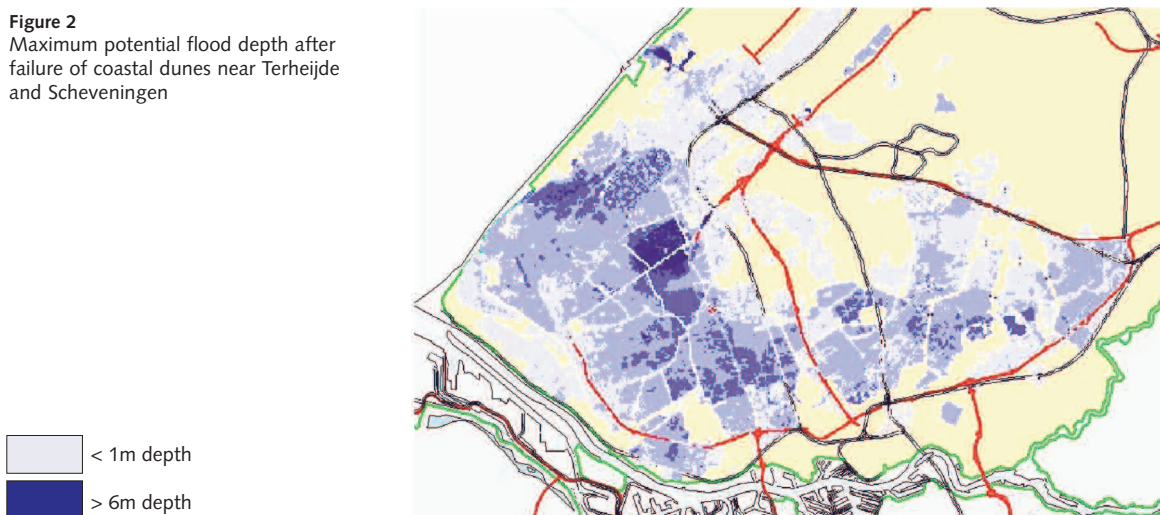 Figure 2
Maximum potential flood depth after
failure of coastal dunes near Terheijde
and Scheveningen
< 1m depth
> 6m depth